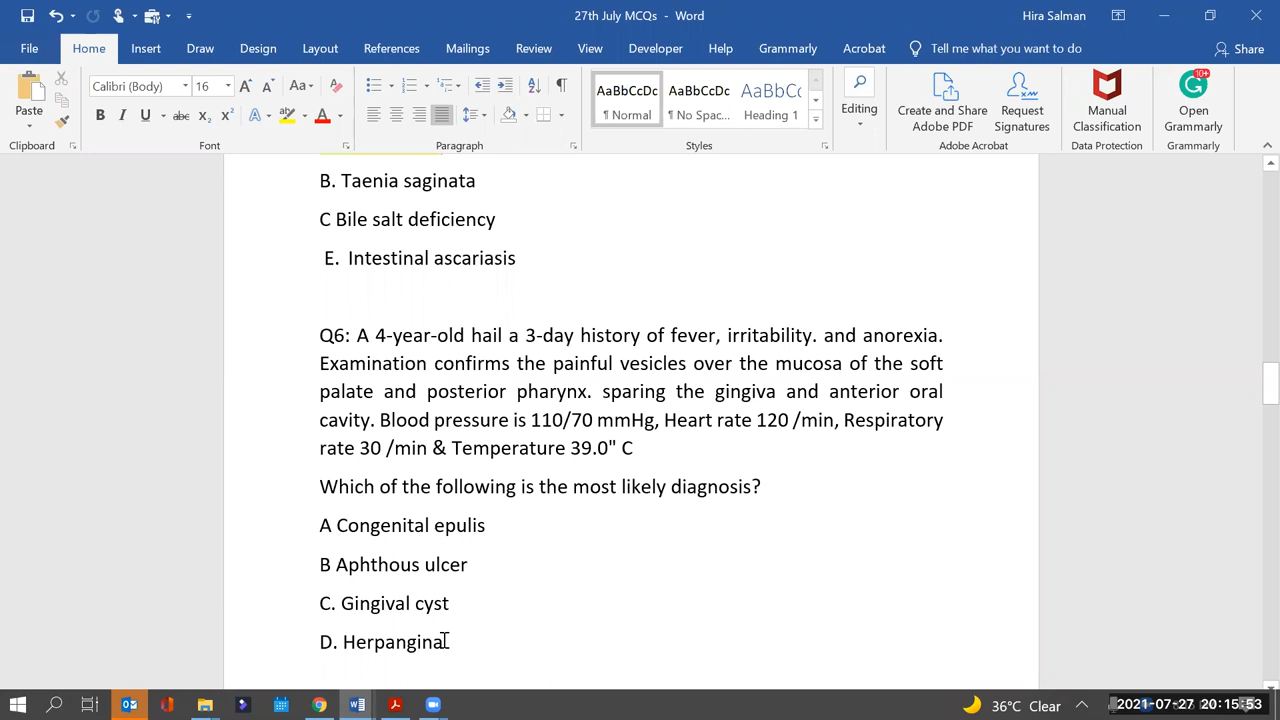 27th July MCQs - Word
Hira Salman
File Home Insert Draw Design Layout References Mailings Review View Developer Help Grammarly Acrobat Tell me what you want to do Share
Paste
Calibri (Body) 16
AaBbCcDc AaBbCcDc AaBbCc
¶ Normal ¶ No Spac... Heading 1
Editing
Create and Share
Adobe PDF
Request
Signatures
Manual
Classification
10+
Open
Grammarly
Clipboard Font Paragraph Styles Adobe Acrobat Data Protection Grammarly
B. Taenia saginata
C Bile salt deficiency
E. Intestinal ascariasis
Q6: A 4-year-old hail a 3-day history of fever, irritability. and anorexia.
Examination confirms the painful vesicles over the mucosa of the soft
palate and posterior pharynx. sparing the gingiva and anterior oral
cavity. Blood pressure is 110/70 mmHg, Heart rate 120 /min, Respiratory
rate 30 /min & Temperature 39.0" C
Which of the following is the most likely diagnosis?
A Congenital epulis
B Aphthous ulcer
C. Gingival cyst
D. Herpangina
36°C Clear
2021-07-27 20:15:53